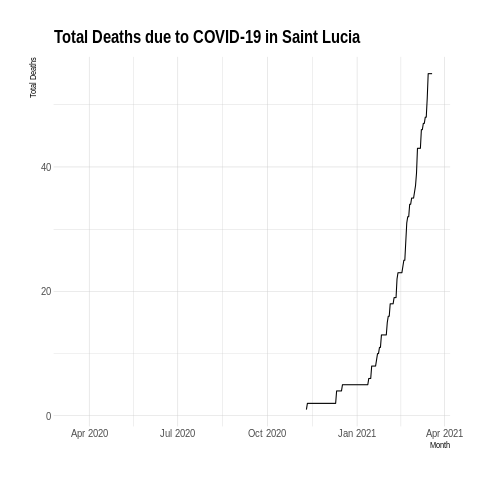 Total Deaths due to COVID-19 in Saint Lucia
Total Deaths
40
20
0
Apr 2020 Jul 2020 Oct 2020 Jan 2021 Apr 2021
Month